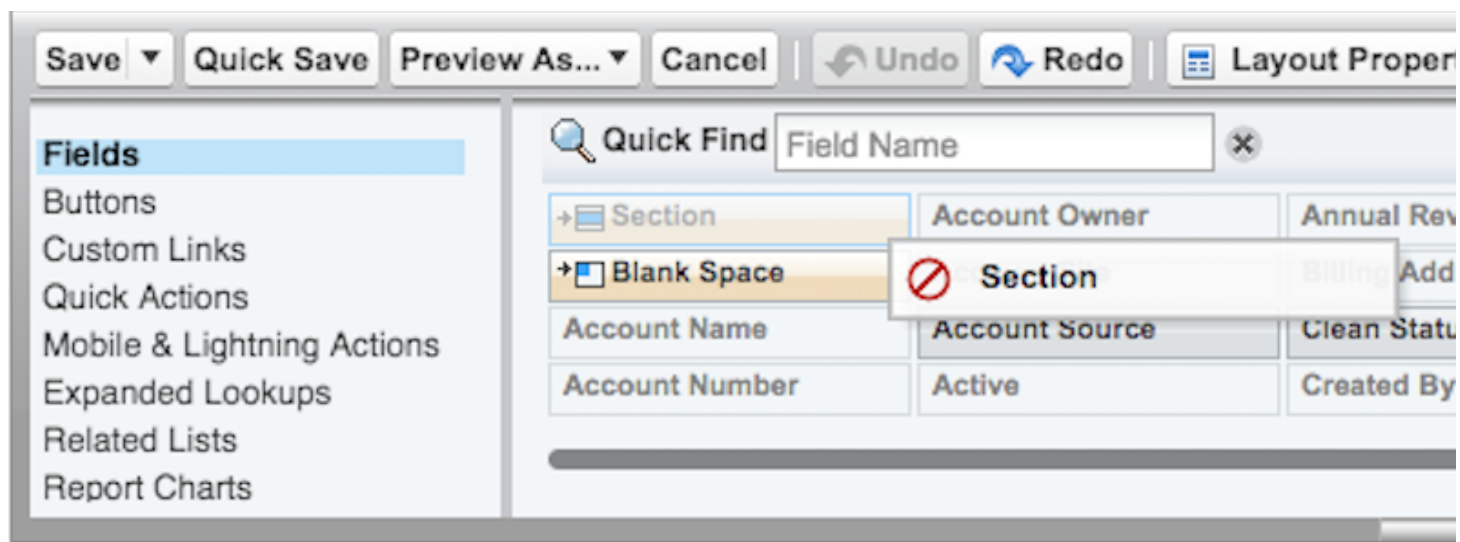 Save Quick Save Preview As... Cancel Undo Redo Layout Propert
Fields
Buttons
Custom Links
Quick Actions
Mobile & Lightning Actions
Expanded Lookups
Related Lists
Report Charts
Quick Find Field Name
Section Account Owner Annual Rev
Blank Space Section Billing Add
Account Name Account Source Clean Statu
Account Number Active Created By